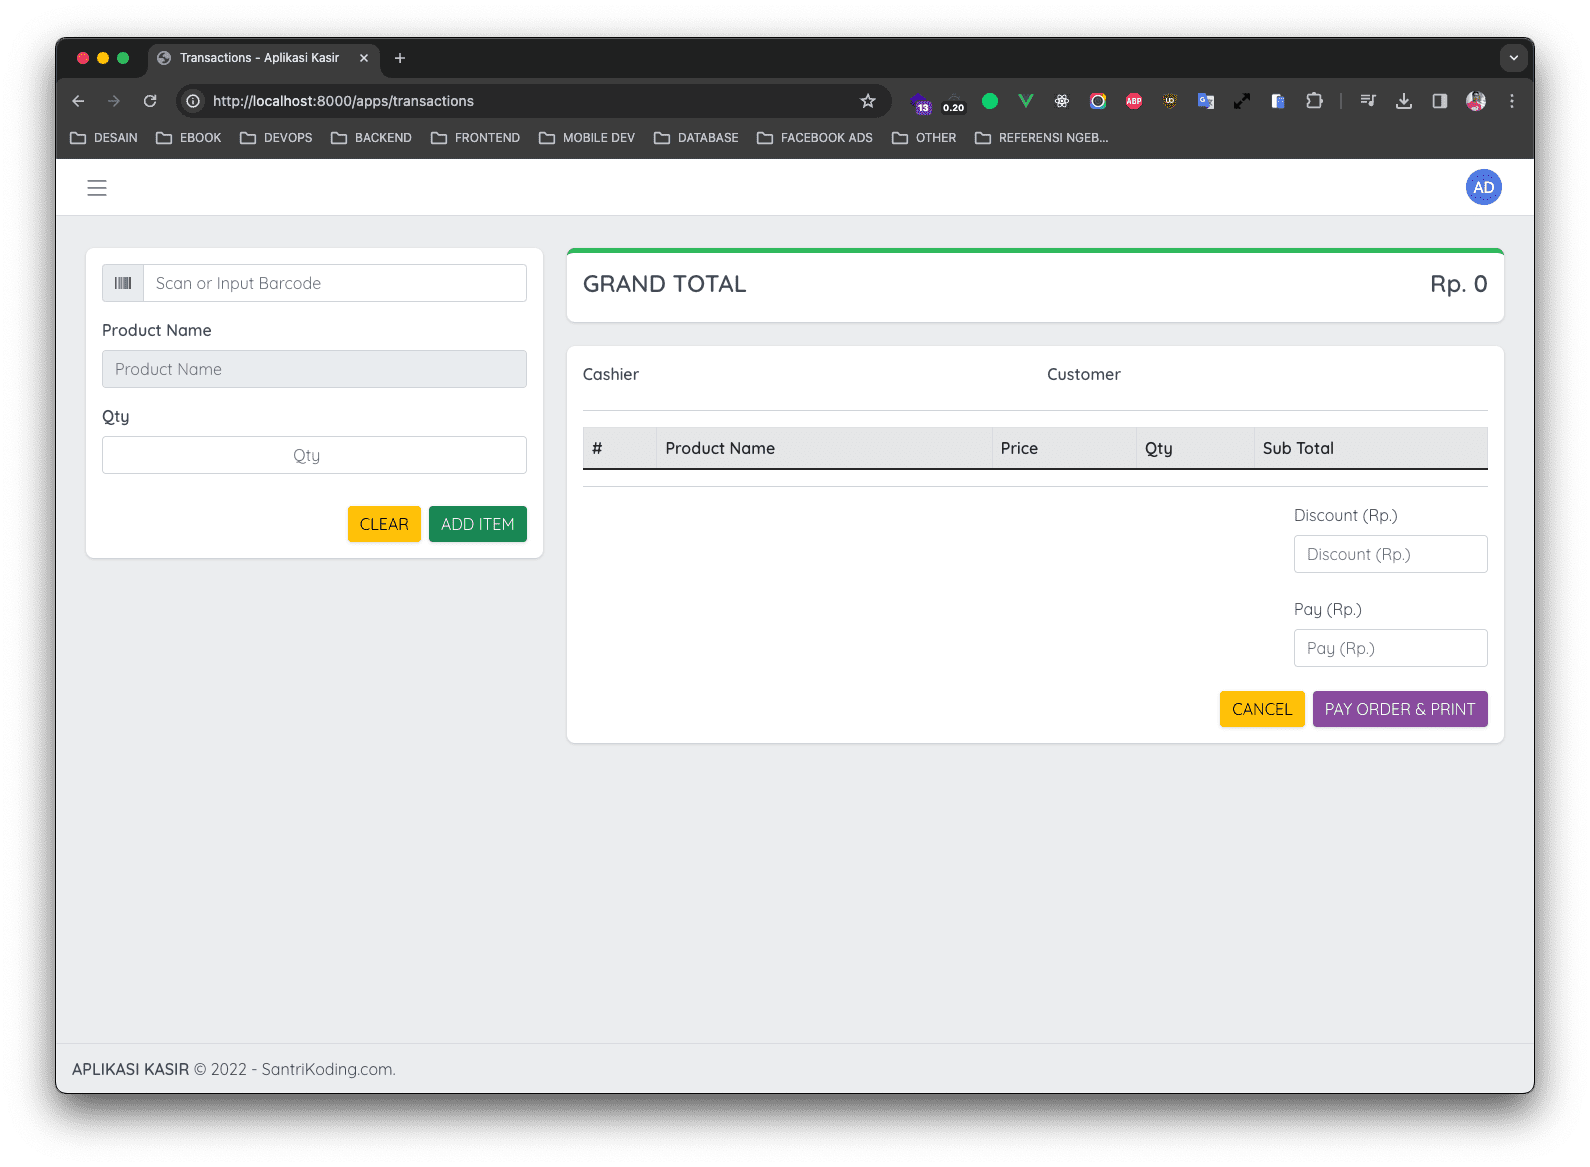 Transactions - Aplikasi Kasir
http://localhost:8000/apps/transactions
13
0.20
ABP
DESAIN EBOOK DEVOPS BACKEND FRONTEND MOBILE DEV DATABASE FACEBOOK ADS OTHER REFERENSI NGEB...
AD
Scan or Input Barcode
Product Name
Product Name
Qty
Qty
CLEAR ADD ITEM
GRAND TOTAL Rp. 0
Cashier Customer
# Product Name Price Qty Sub Total
Discount (Rp.)
Discount (Rp.)
Pay (Rp.)
Pay (Rp.)
CANCEL PAY ORDER & PRINT
APLIKASI KASIR © 2022 - SantriKoding.com.